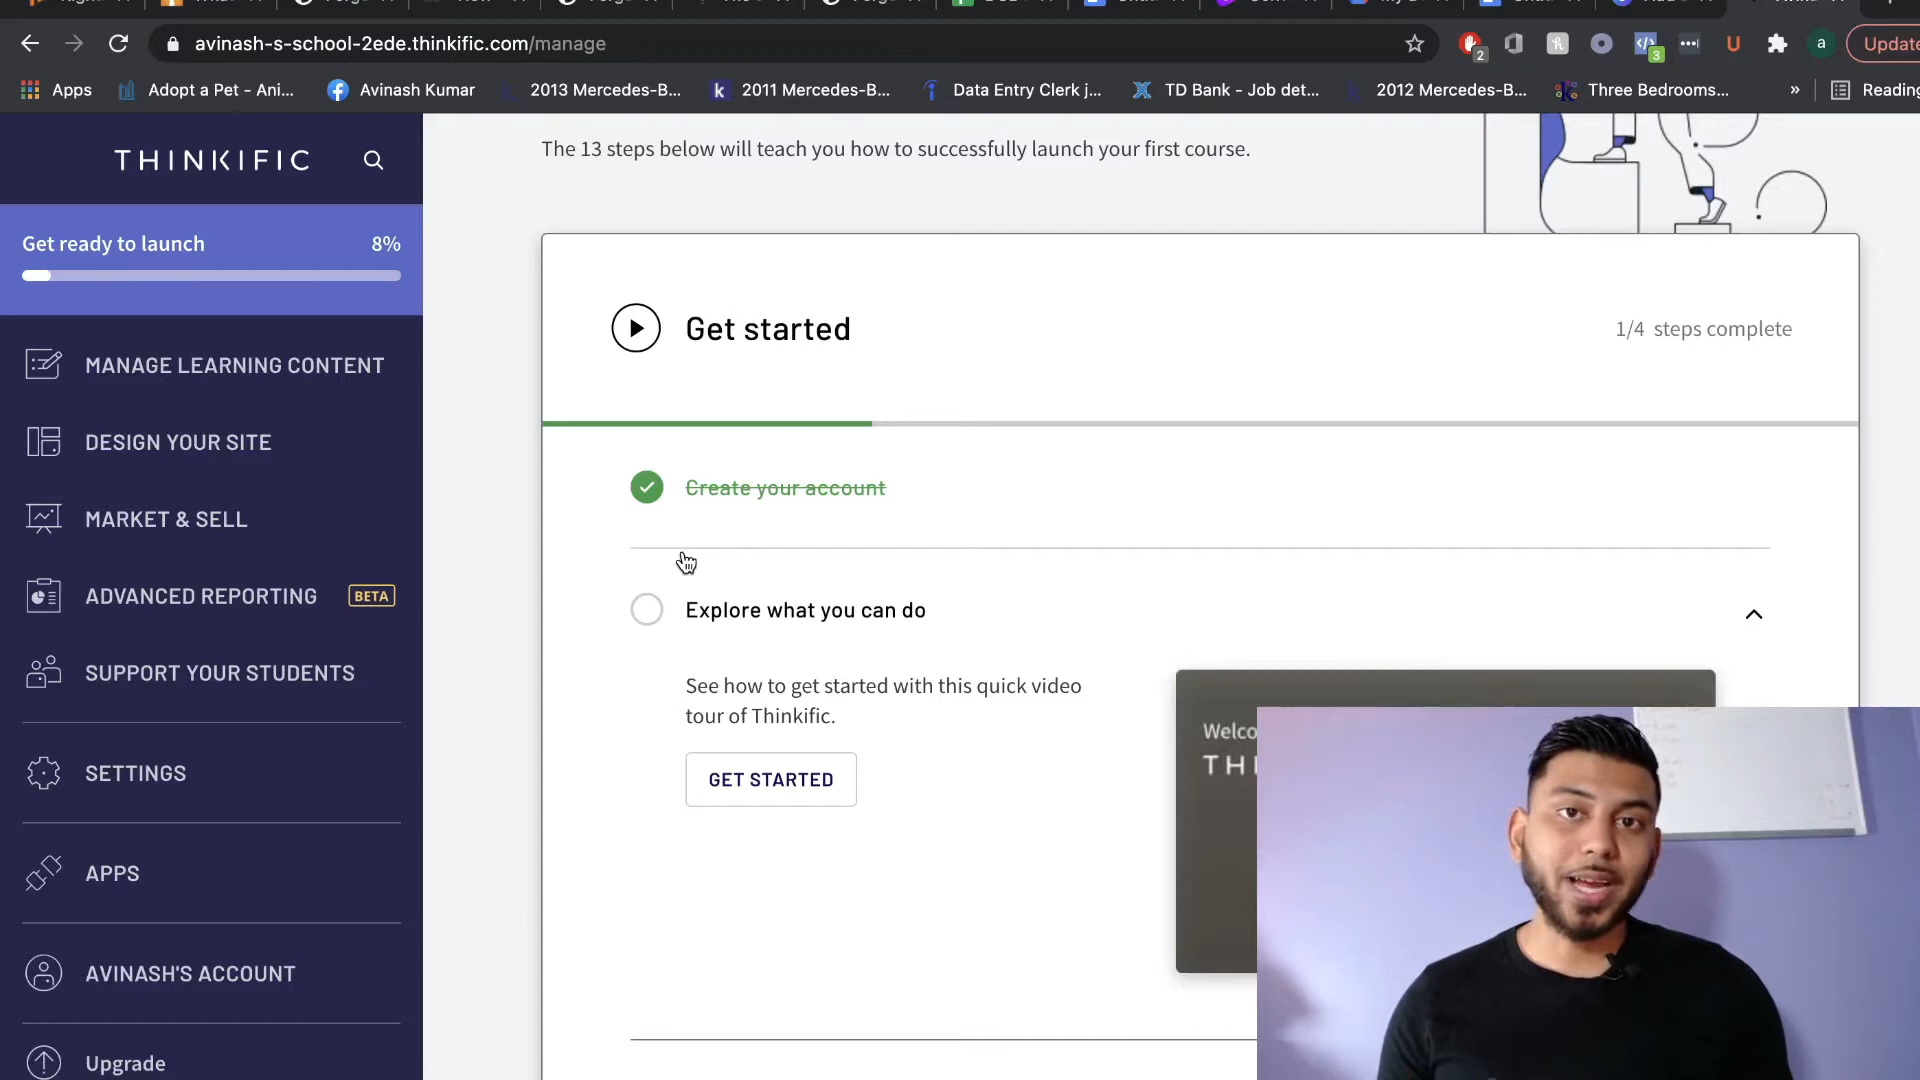 avinash-s-school-2ede.thinkific.com/manage
2
3
a
Update
Apps
Adopt a Pet - Ani...
Avinash Kumar
2013 Mercedes-B...
2011 Mercedes-B...
Data Entry Clerk j...
TD Bank - Job det...
2012 Mercedes-B...
Three Bedrooms...
»
Reading
THINKIFIC
Get ready to launch
8%
MANAGE LEARNING CONTENT
DESIGN YOUR SITE
MARKET & SELL
ADVANCED REPORTING
BETA
SUPPORT YOUR STUDENTS
SETTINGS
APPS
AVINASH'S ACCOUNT
Upgrade
The 13 steps below will teach you how to successfully launch your first course.
Get started
1/4 steps complete
Create your account
Explore what you can do
See how to get started with this quick video
tour of Thinkific.
GET STARTED
Welco
THI